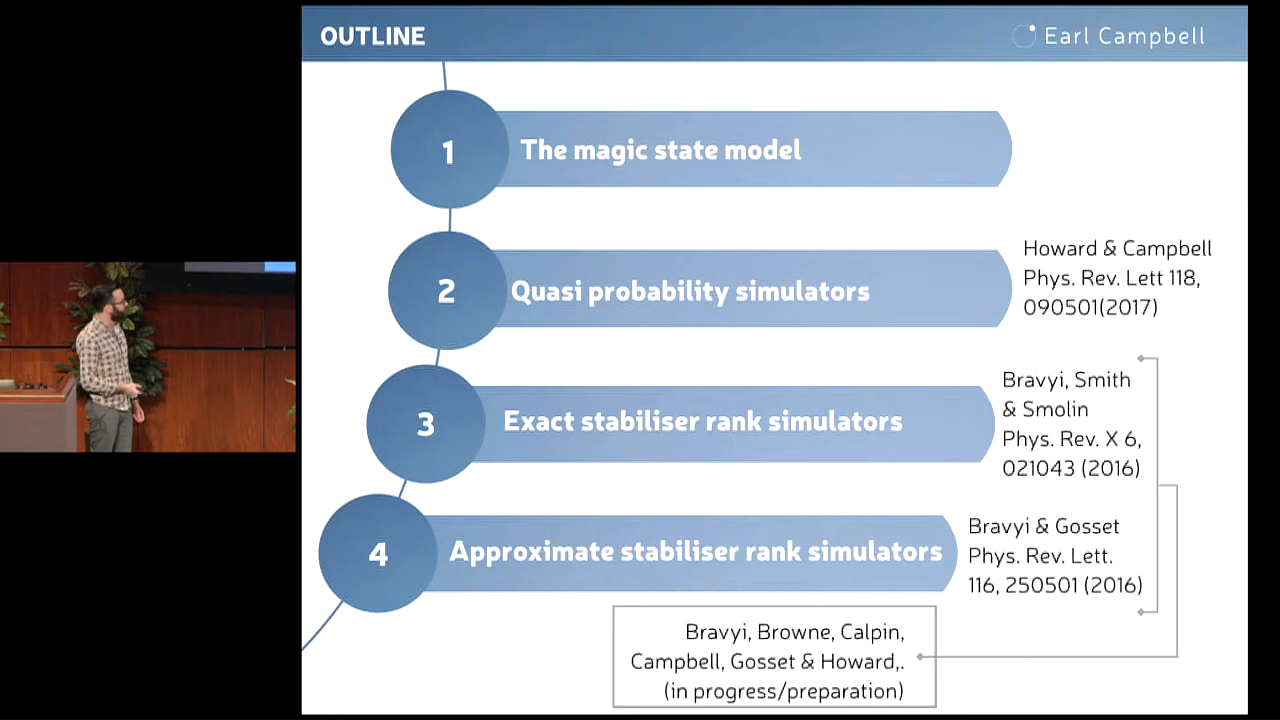 OUTLINE
Earl Campbell
1
The magic state model
2
Quasi probability simulators
Howard & Campbell
Phys. Rev. Lett 118,
090501(2017)
3
Exact stabiliser rank simulators
Bravyi, Smith
& Smolin
Phys. Rev. X 6,
021043 (2016)
4
Approximate stabiliser rank simulators
Bravyi & Gosset
Phys. Rev. Lett.
116, 250501 (2016)
Bravyi, Browne, Calpin,
Campbell, Gosset & Howard,.
(in progress/preparation)